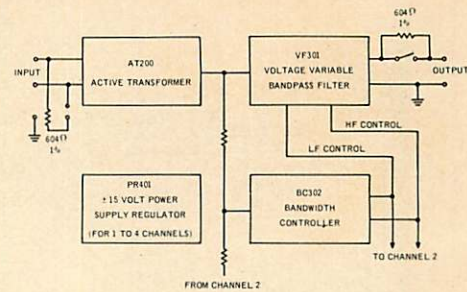 604Ω
1%
AT200
ACTIVE TRANSFORMER
VF301
VOLTAGE VARIABLE
BANDPASS FILTER
INPUT
OUTPUT
604Ω
1%
HF CONTROL
LF CONTROL
PR401
±15 VOLT POWER
SUPPLY REGULATOR
(FOR 1 TO 4 CHANNELS)
BC302
BANDWIDTH
CONTROLLER
TO CHANNEL 2
FROM CHANNEL 2